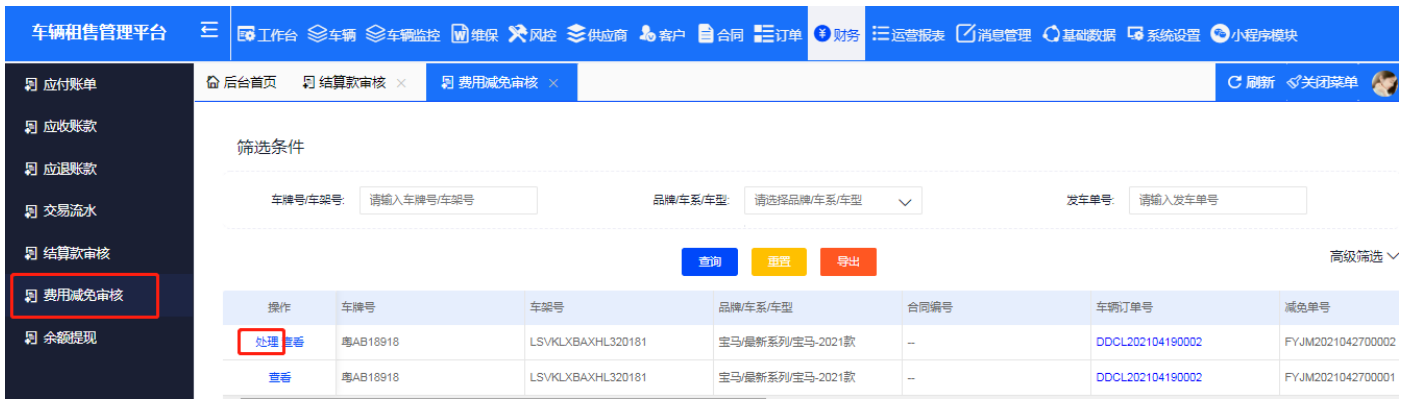 车辆租售管理平台 工作台 车辆 车辆监控 维保 风控 供应商 客户 合同 订单 财务 运营报表 消息管理 基础数据 系统设置 小程序模块
应付账单 后台首页 结算款审核 × 费用减免审核 × 刷新 关闭菜单
应收账款
筛选条件
应退账款
车牌号/车架号: 请输入车牌号/车架号 品牌/车系/车型: 请选择品牌/车系/车型 发车单号: 请输入发车单号
交易流水
结算款审核 查询 重置 导出 高级筛选
费用减免审核
操作 车牌号 车架号 品牌/车系/车型 合同编号 车辆订单号 减免单号
余额提现
处理 查看 粤AB18918 LSVKLXBAXHL320181 宝马/最新系列/宝马-2021款 -- DDCL202104190002 FYJM2021042700002
查看 粤AB18918 LSVKLXBAXHL320181 宝马/最新系列/宝马-2021款 -- DDCL202104190002 FYJM2021042700001